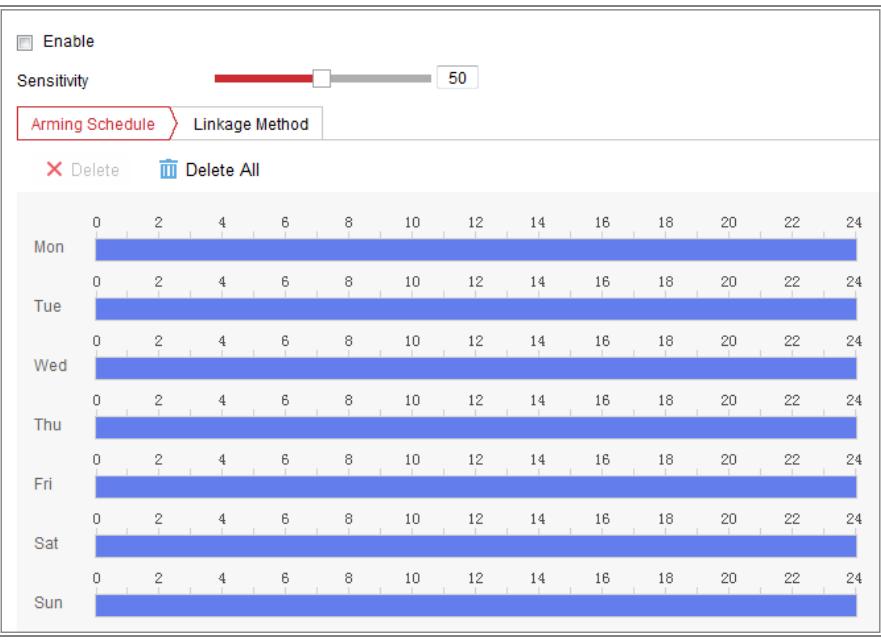 Enable
Sensitivity 50
Arming Schedule Linkage Method
Delete Delete All
0 2 4 6 8 10 12 14 16 18 20 22 24
Mon
0 2 4 6 8 10 12 14 16 18 20 22 24
Tue
0 2 4 6 8 10 12 14 16 18 20 22 24
Wed
0 2 4 6 8 10 12 14 16 18 20 22 24
Thu
0 2 4 6 8 10 12 14 16 18 20 22 24
Fri
0 2 4 6 8 10 12 14 16 18 20 22 24
Sat
0 2 4 6 8 10 12 14 16 18 20 22 24
Sun